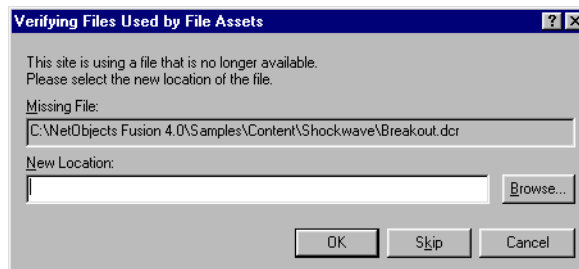 Verifying Files Used by File Assets
This site is using a file that is no longer available.
Please select the new location of the file.
Missing File:
C:\NetObjects Fusion 4.0\Samples\Content\Shockwave\Breakout.dcr
New Location:
Browse...
OK Skip Cancel